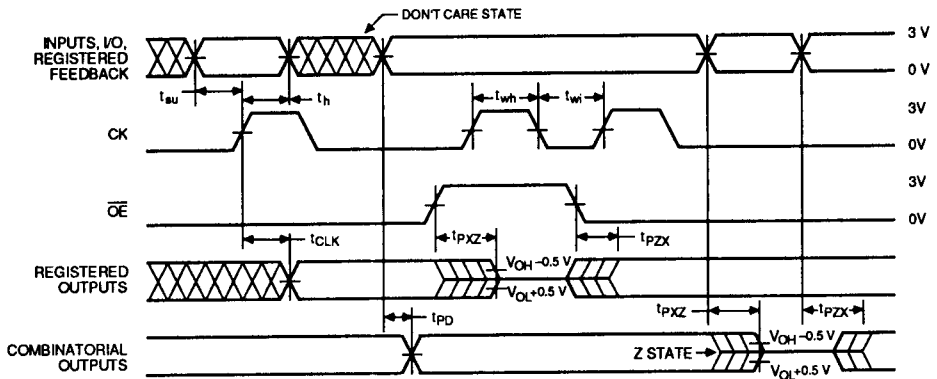 DON'T CARE STATE
INPUTS, I/O,
REGISTERED
FEEDBACK
3 V
0 V
tsu
th
twh
twl
CK
3V
0V
OE
3V
0V
tCLK
tPXZ
tPZX
REGISTERED
OUTPUTS
VOH-0.5 V
VOL+0.5 V
tPD
tPXZ
tPZX
COMBINATORIAL
OUTPUTS
Z STATE
VOH-0.5 V
VOL+0.5 V